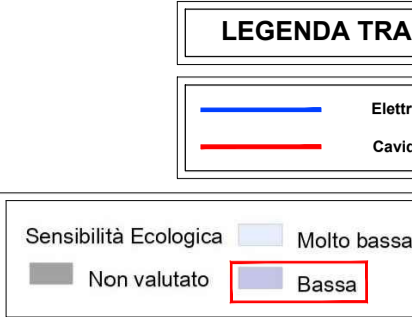 LEGENDA TRA
Elettr
Cavid
Sensibilità Ecologica Molto bassa
Non valutato Bassa